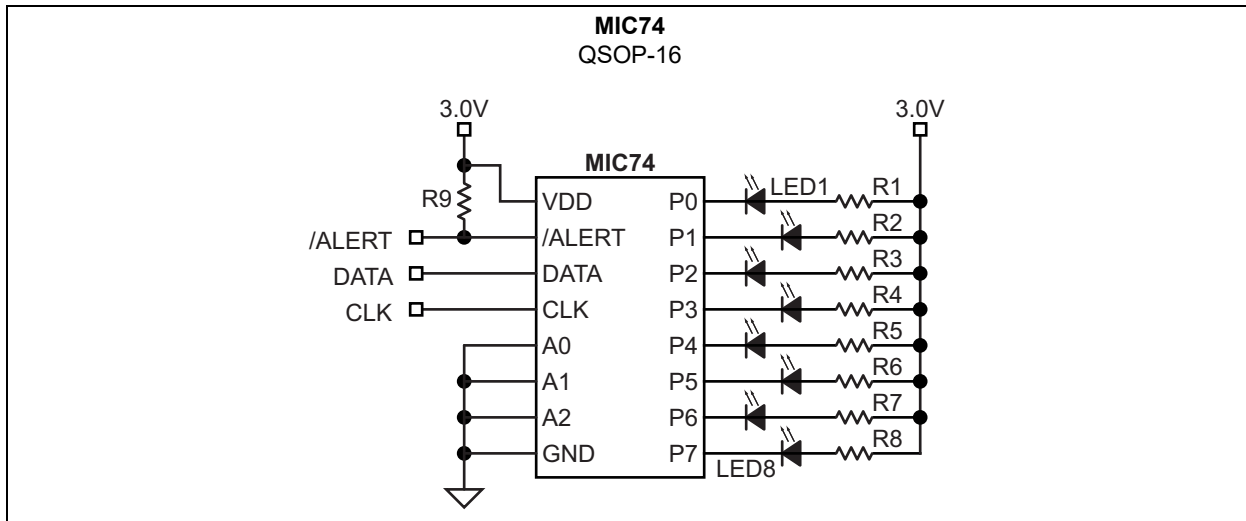 MIC74
QSOP-16
3.0V
3.0V
MIC74
R9
/ALERT
DATA
CLK
VDD
/ALERT
DATA
CLK
A0
A1
A2
GND
P0
P1
P2
P3
P4
P5
P6
P7
LED1
LED8
R1
R2
R3
R4
R5
R6
R7
R8